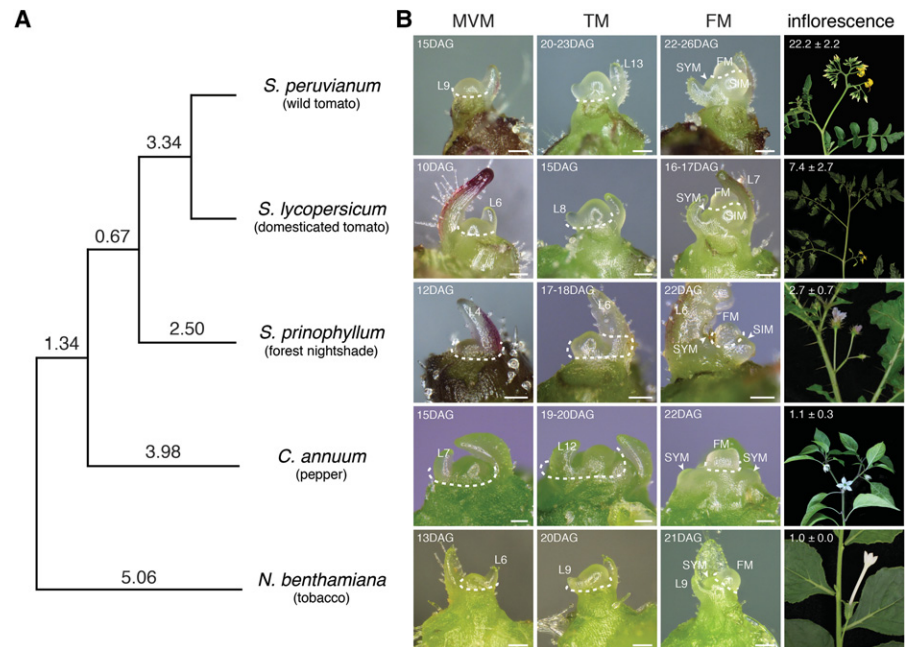 A
B
MVM
TM
FM
inflorescence
S. peruvianum
(wild tomato)
S. lycopersicum
(domesticated tomato)
S. prinophyllum
(forest nightshade)
C. annuum
(pepper)
N. benthamiana
(tobacco)
3.34
0.67
2.50
1.34
3.98
5.06
15DAG
L9
20-23DAG
L13
22-26DAG
SYM
FM
SIM
22.2 ± 2.2
10DAG
L6
15DAG
L8
16-17DAG
L7
SYM
FM
SIM
7.4 ± 2.7
12DAG
L4
17-18DAG
L6
22DAG
L6
FM
SYM
SIM
2.7 ± 0.7
15DAG
L7
19-20DAG
L12
22DAG
FM
SYM
SYM
1.1 ± 0.3
13DAG
L6
20DAG
L9
21DAG
SYM
FM
L9
1.0 ± 0.0